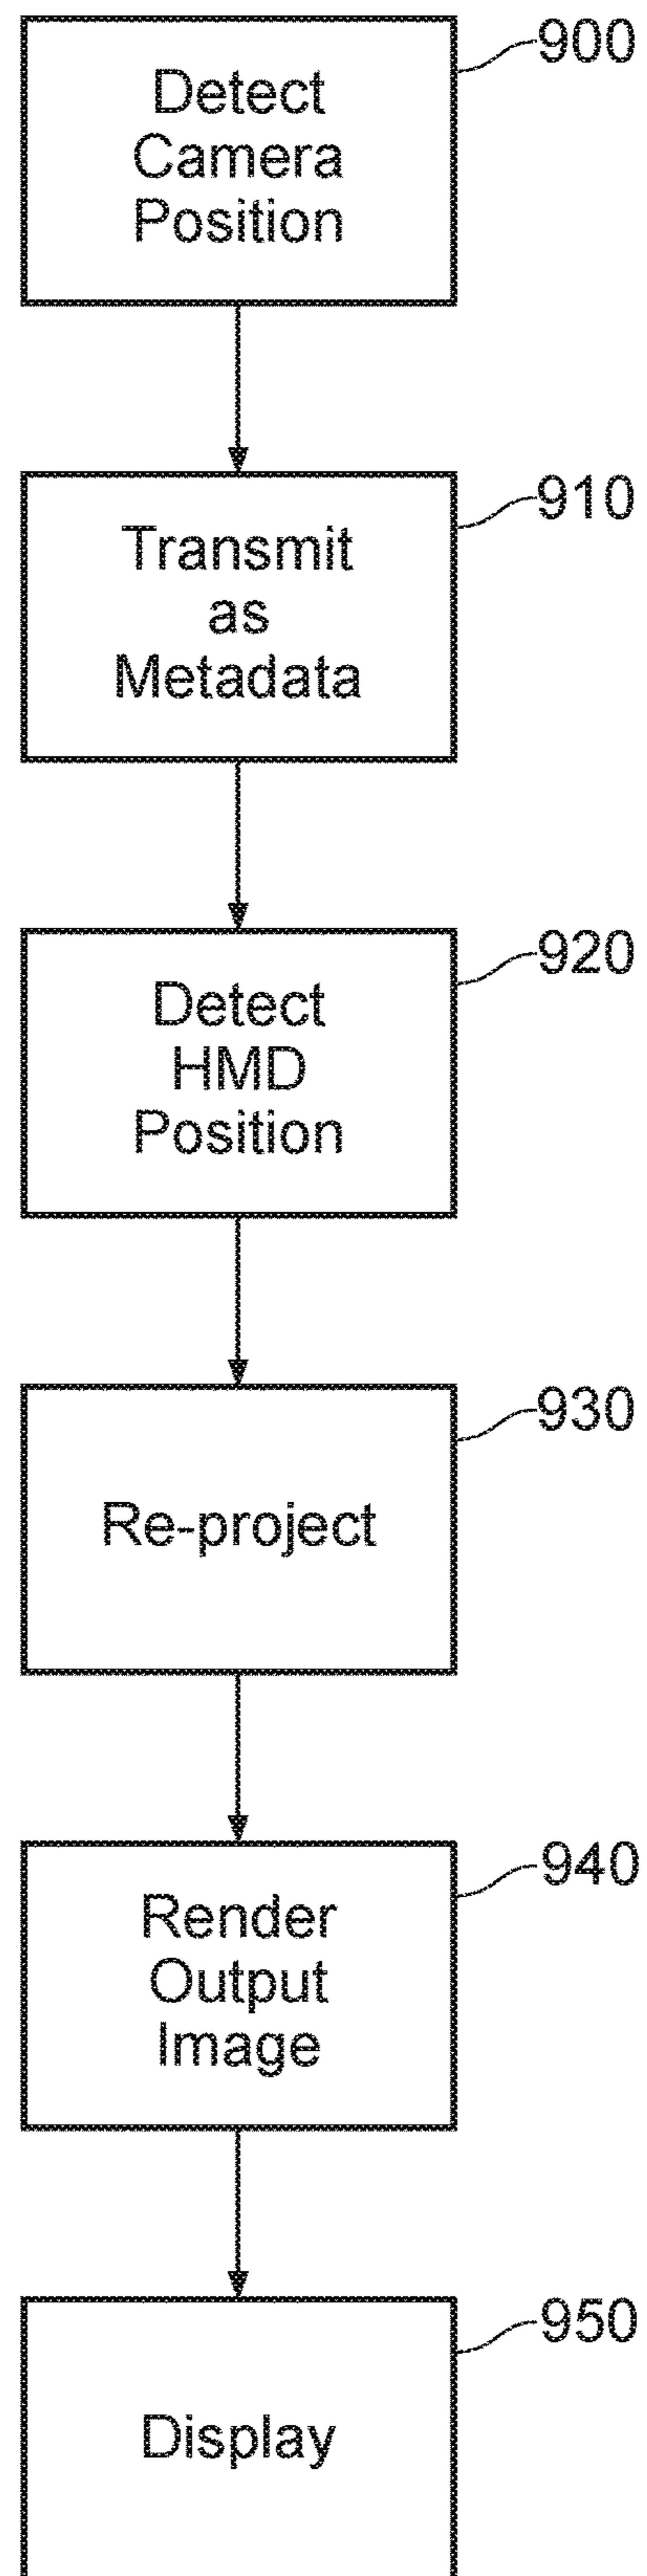 900
Detect
Camera
Position
910
Transmit
as
Metadata
920
Detect
HMD
Position
930
Re-project
940
Render
Output
Image
950
Display